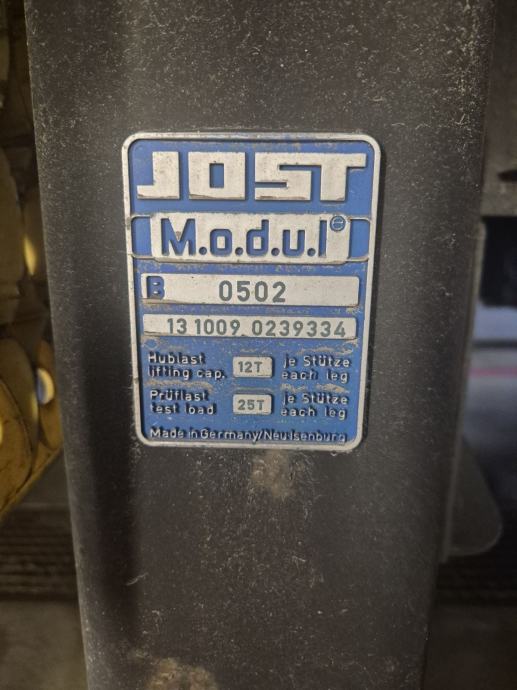 JOST
M.o.d.u.l®
B 0502
13 1009 0239334
Hublast 12T je Stütze
lifting cap. each leg
Prüflast 25T je Stütze
test load each leg
Made in Germany/Neu-Isenburg